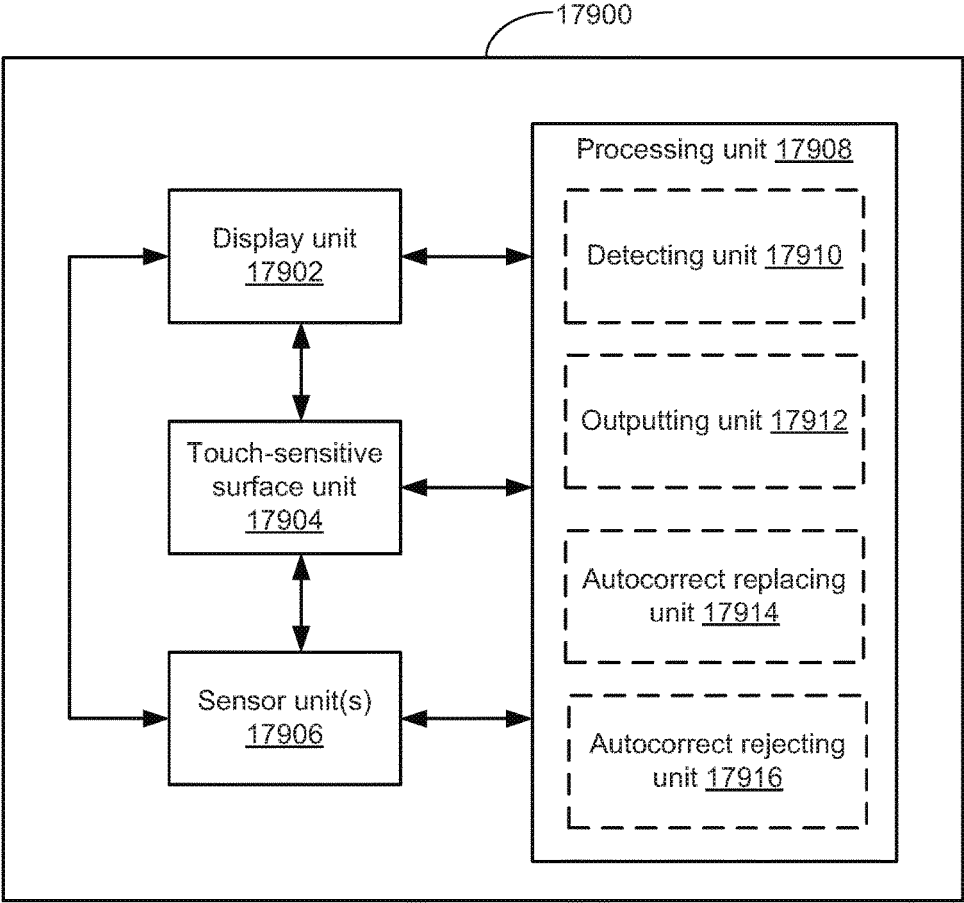 17900
Processing unit 17908
Display unit
17902
Detecting unit 17910
Outputting unit 17912
Touch-sensitive
surface unit
17904
Autocorrect replacing
unit 17914
Sensor unit(s)
17906
Autocorrect rejecting
unit 17916